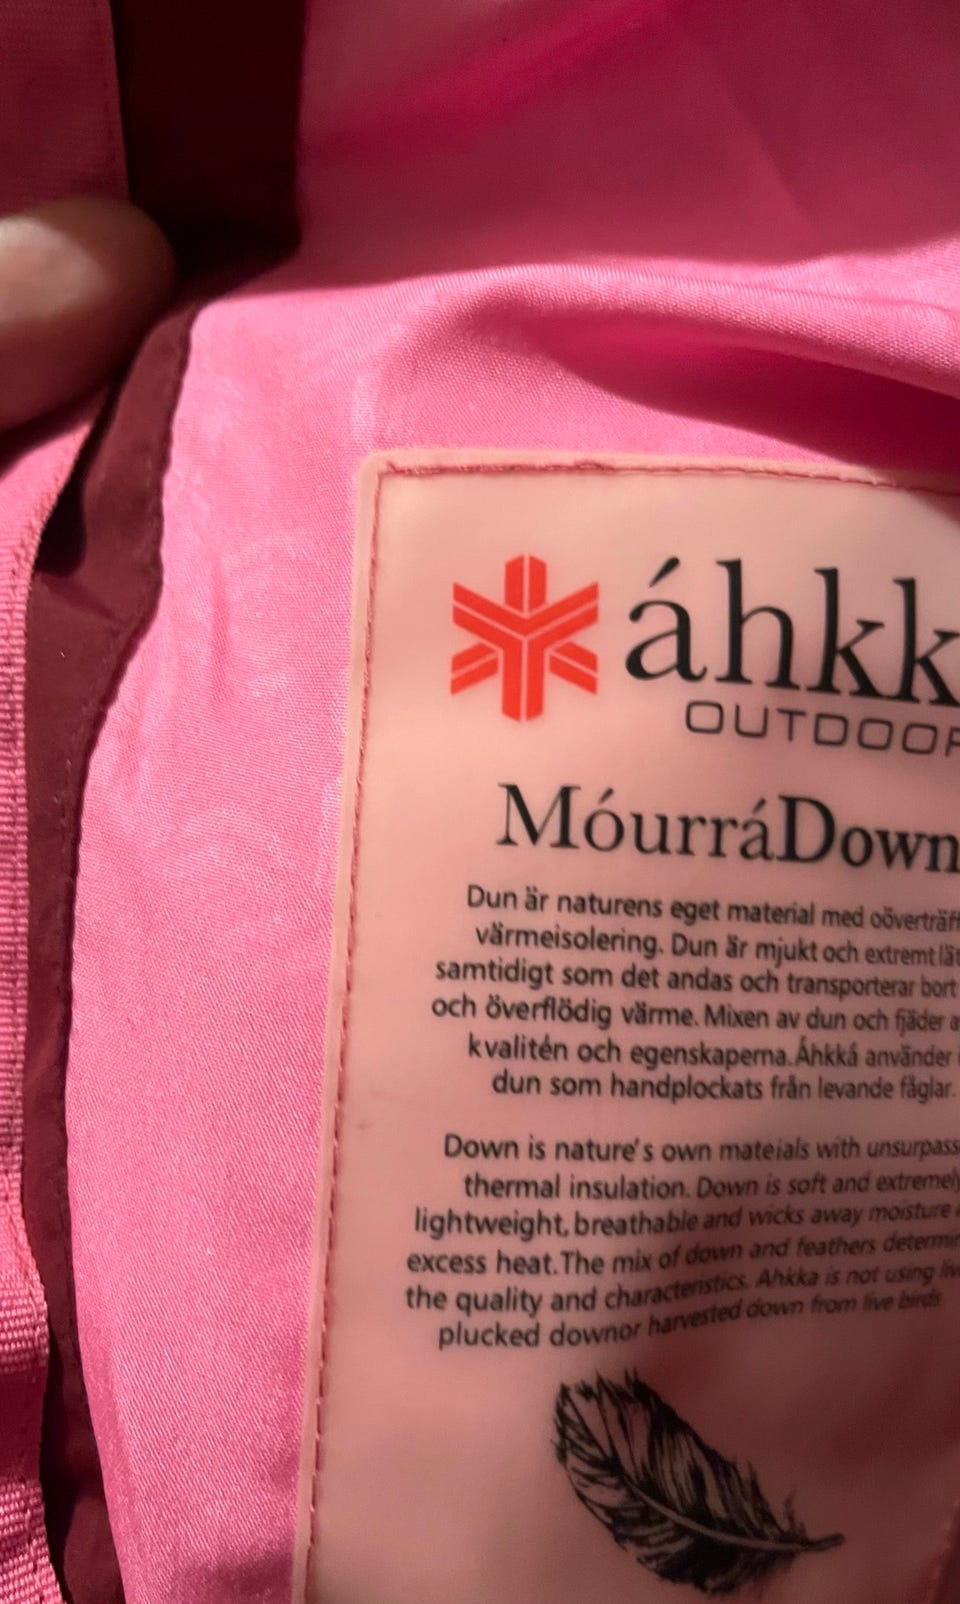 áhkk
OUTDOOR
MóurráDown
Dun är naturens eget material med oöverträff
värmeisolering. Dun är mjukt och extremt lät
samtidigt som det andas och transporterar bort
och överflödig värme. Mixen av dun och fjäder a
kvalitén och egenskaperna. Áhkká använder
dun som handplockats från levande fåglar.
Down is nature's own mateials with unsurpass
thermal insulation. Down is soft and extremely
lightweight, breathable and wicks away moisture
excess heat. The mix of down and feathers determin
the quality and charactenstics. Ahkka is not using liv
plucked downor harvested down from live birds